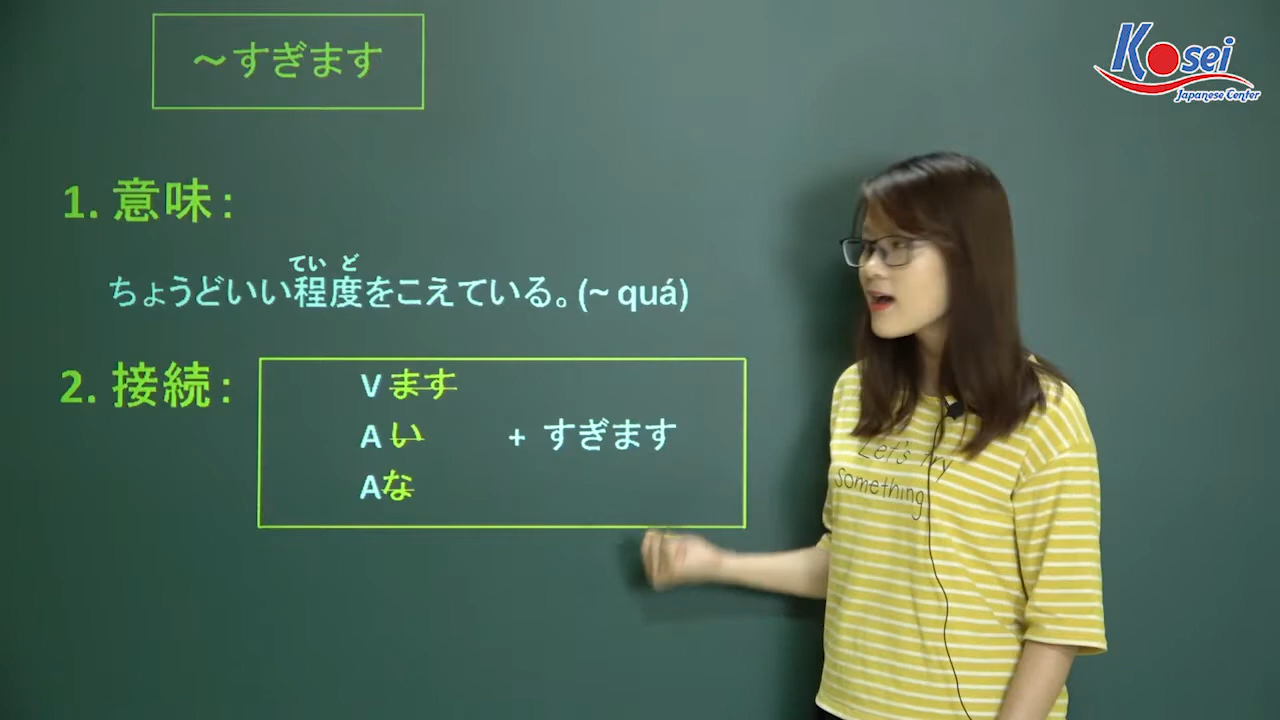 ～すぎます
1. 意味：
てい ど
ちょうどいい程度をこえている。(~ quá)
2. 接続：
V ます
A い + すぎます
Aな
Kosei
Japanese Center
Let's try
something